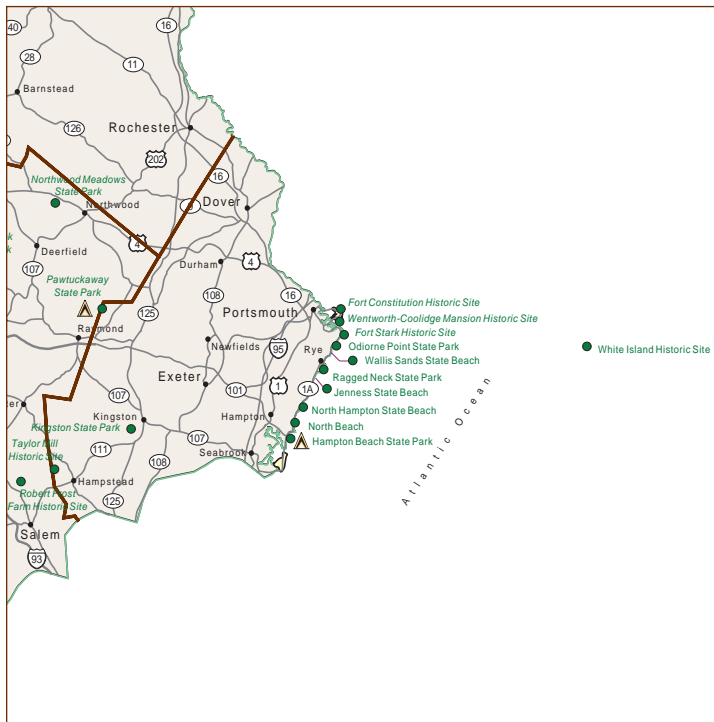 16
40
28
11
Barnstead
126
Rochester
202
Northwood Meadows
State Park
16
9
Northwood
Dover
k
k
4
Deerfield
4
Durham
107
Pawtuckaway
State Park
108
16
125
Portsmouth
Fort Constitution Historic Site
Wentworth-Coolidge Mansion Historic Site
Fort Stark Historic Site
Raymond
Newfields
95
Rye
Odiorne Point State Park
White Island Historic Site
Wallis Sands State Beach
Exeter
Ragged Neck State Park
1
1A
101
107
Jenness State Beach
ter
Kingston
Hampton
North Hampton State Beach
Kingston State Park
North Beach
107
Taylor Mill
Historic Site
111
Seabrook
Hampton Beach State Park
108
Atlantic Ocean
Hampstead
Robert Frost
Farm Historic Site
125
Salem
93